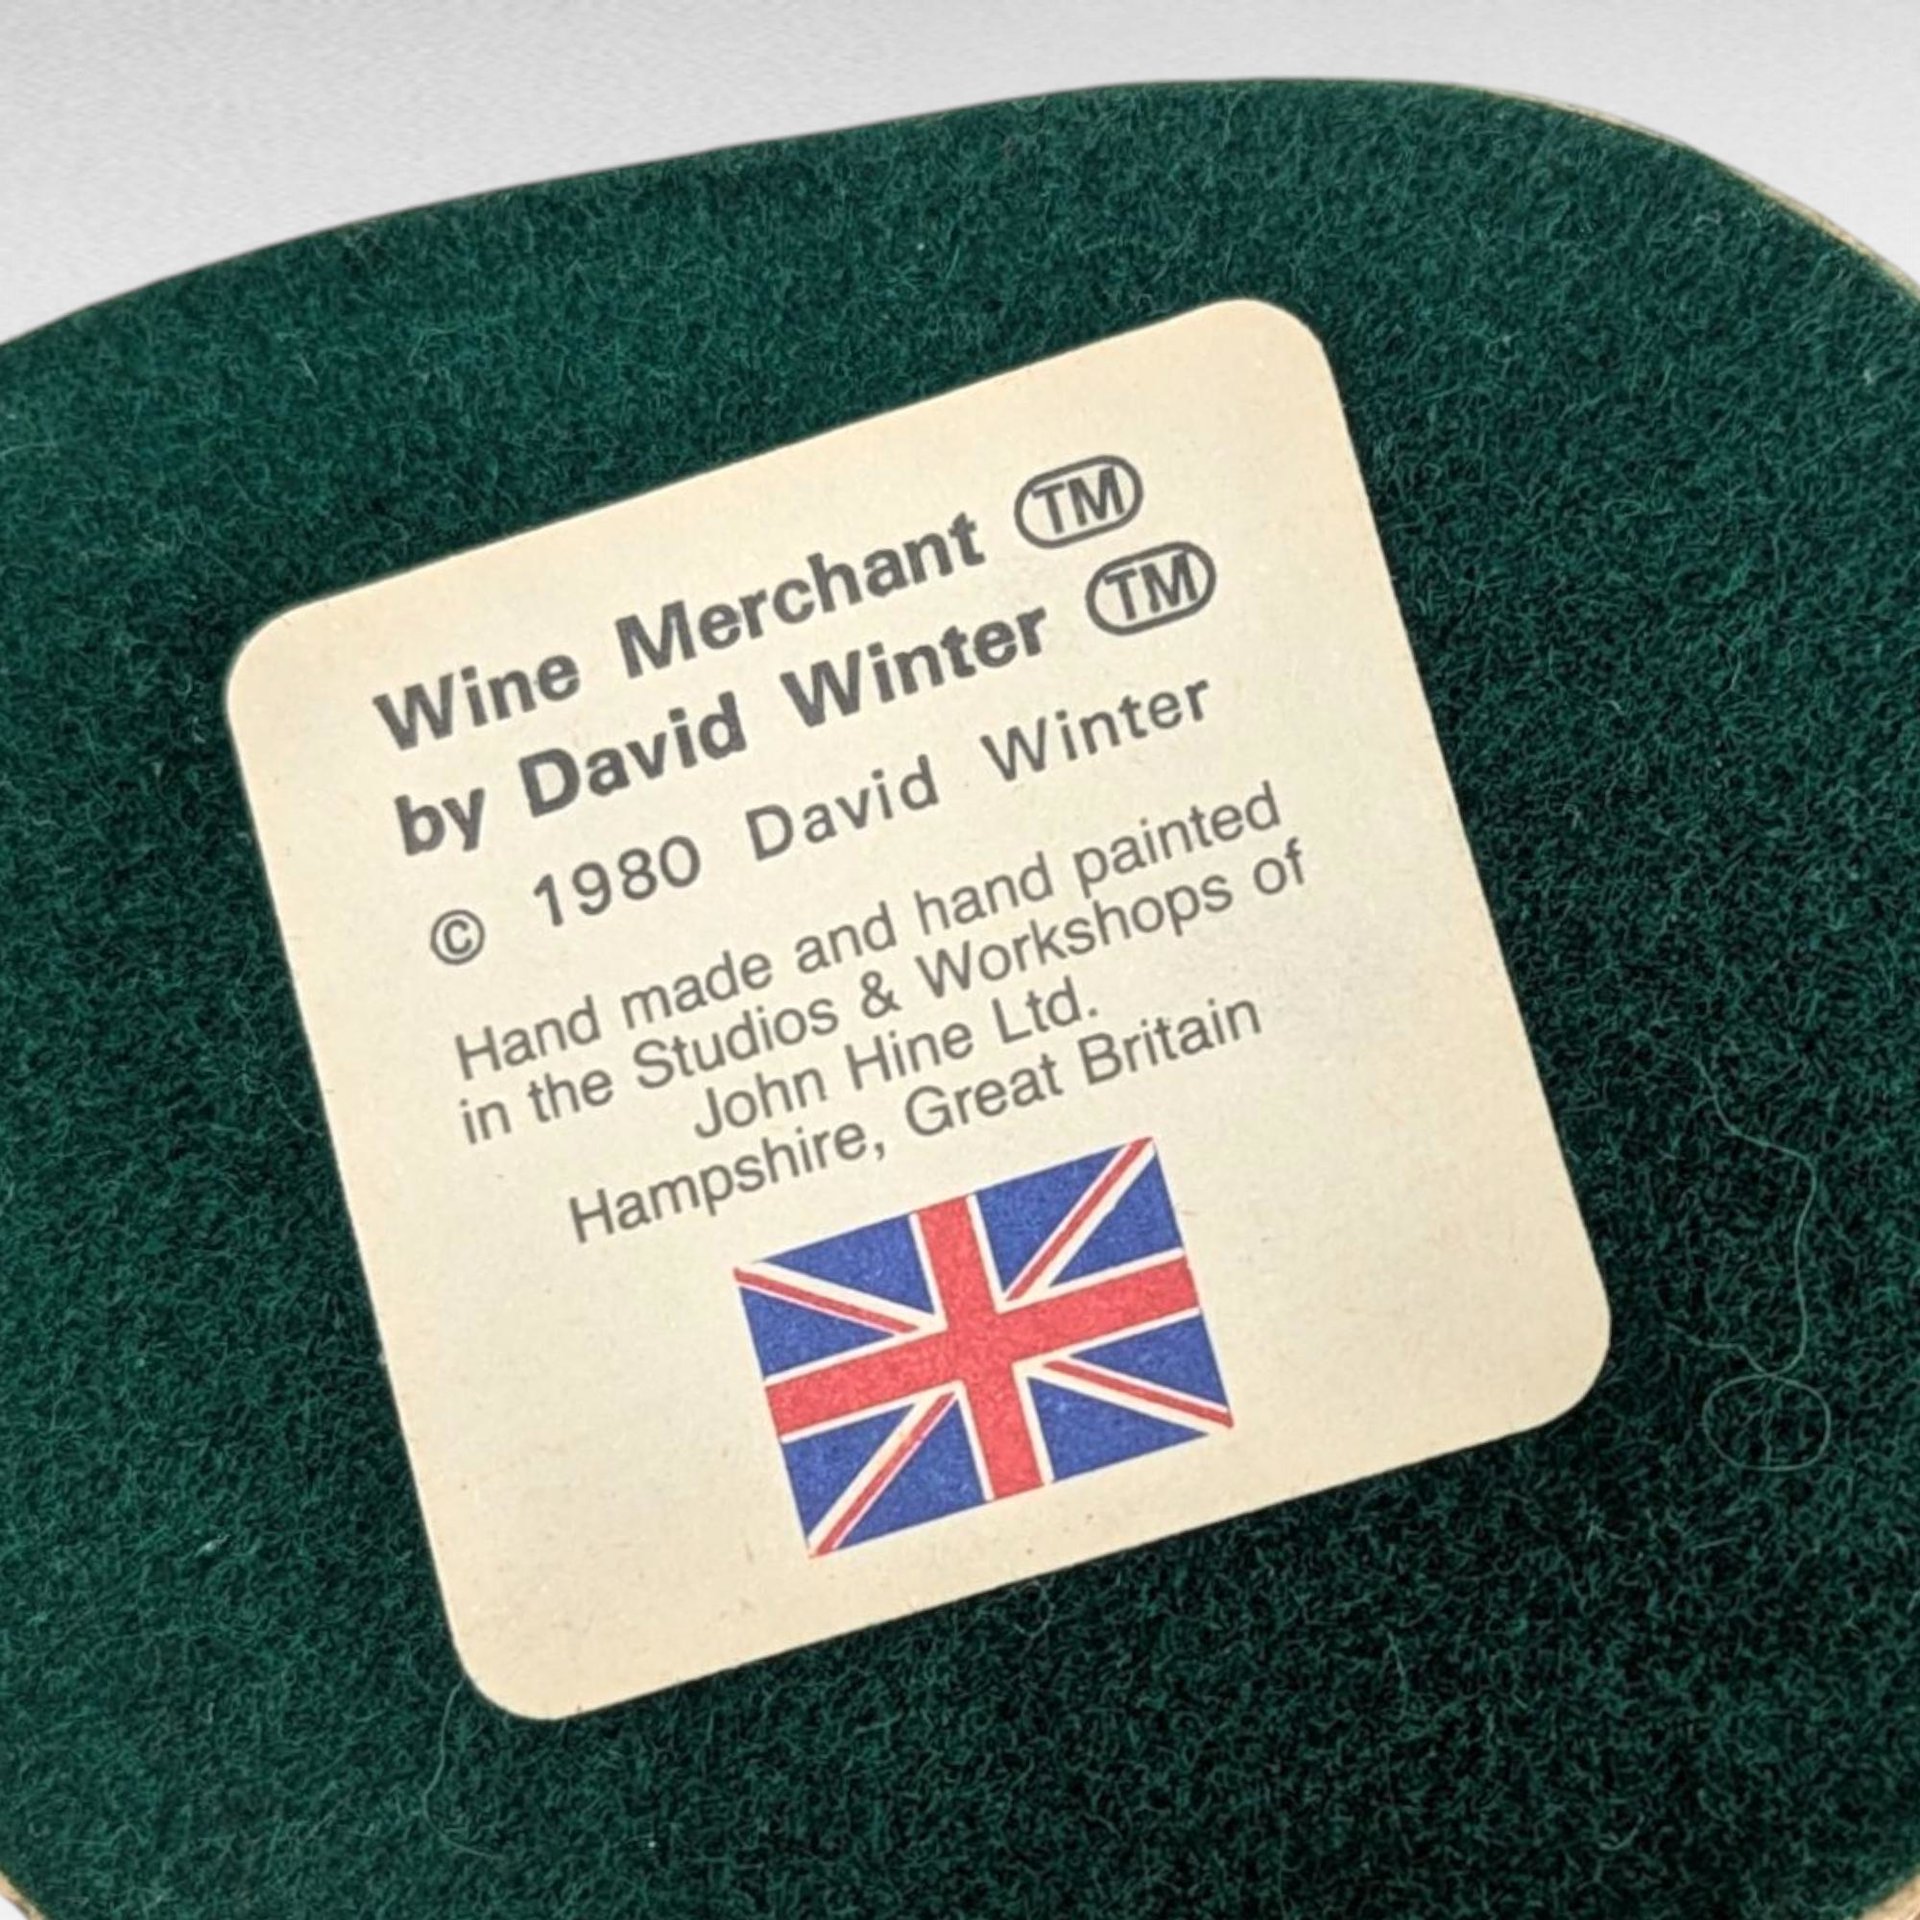 Wine Merchant ™
by David Winter ™
© 1980 David Winter
Hand made and hand painted
in the Studios & Workshops of
John Hine Ltd.
Hampshire, Great Britain